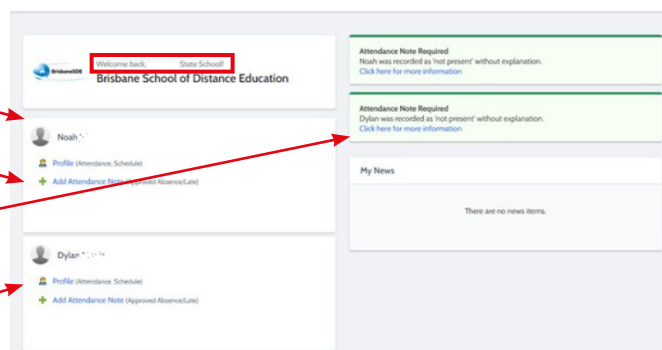 BrisbaneSDE
Welcome back, State School!
Brisbane School of Distance Education
Noah
Profile (Attendance, Schedule)
Add Attendance Note (Approved Absence/Late)
Dylan
Profile (Attendance, Schedule)
Add Attendance Note (Approved Absence/Late)
Attendance Note Required
Noah was recorded as 'not present' without explanation.
Click here for more information
Attendance Note Required
Dylan was recorded as 'not present' without explanation.
Click here for more information
My News
There are no news items.